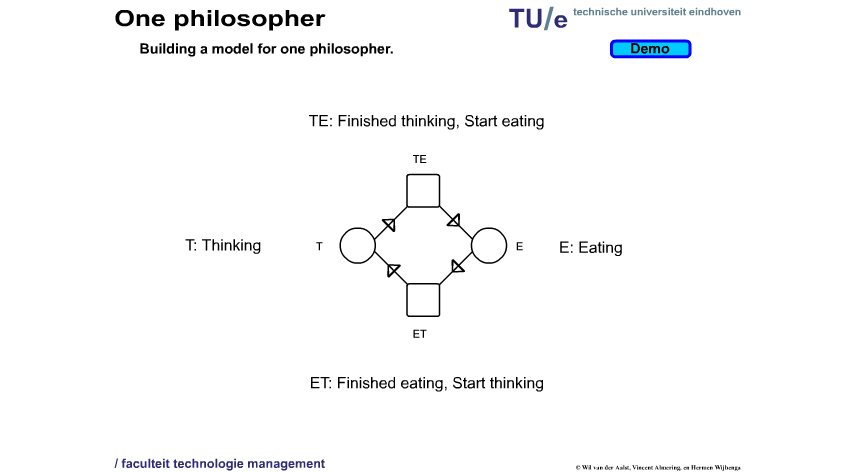 One philosopher
TU/e technische universiteit eindhoven
Building a model for one philosopher.
Demo
TE: Finished thinking, Start eating
TE
T: Thinking
T
E
E: Eating
ET
ET: Finished eating, Start thinking
/ faculteit technologie management
© Wil van der Aalst, Vincent Almering, en Hermen Wijbenga